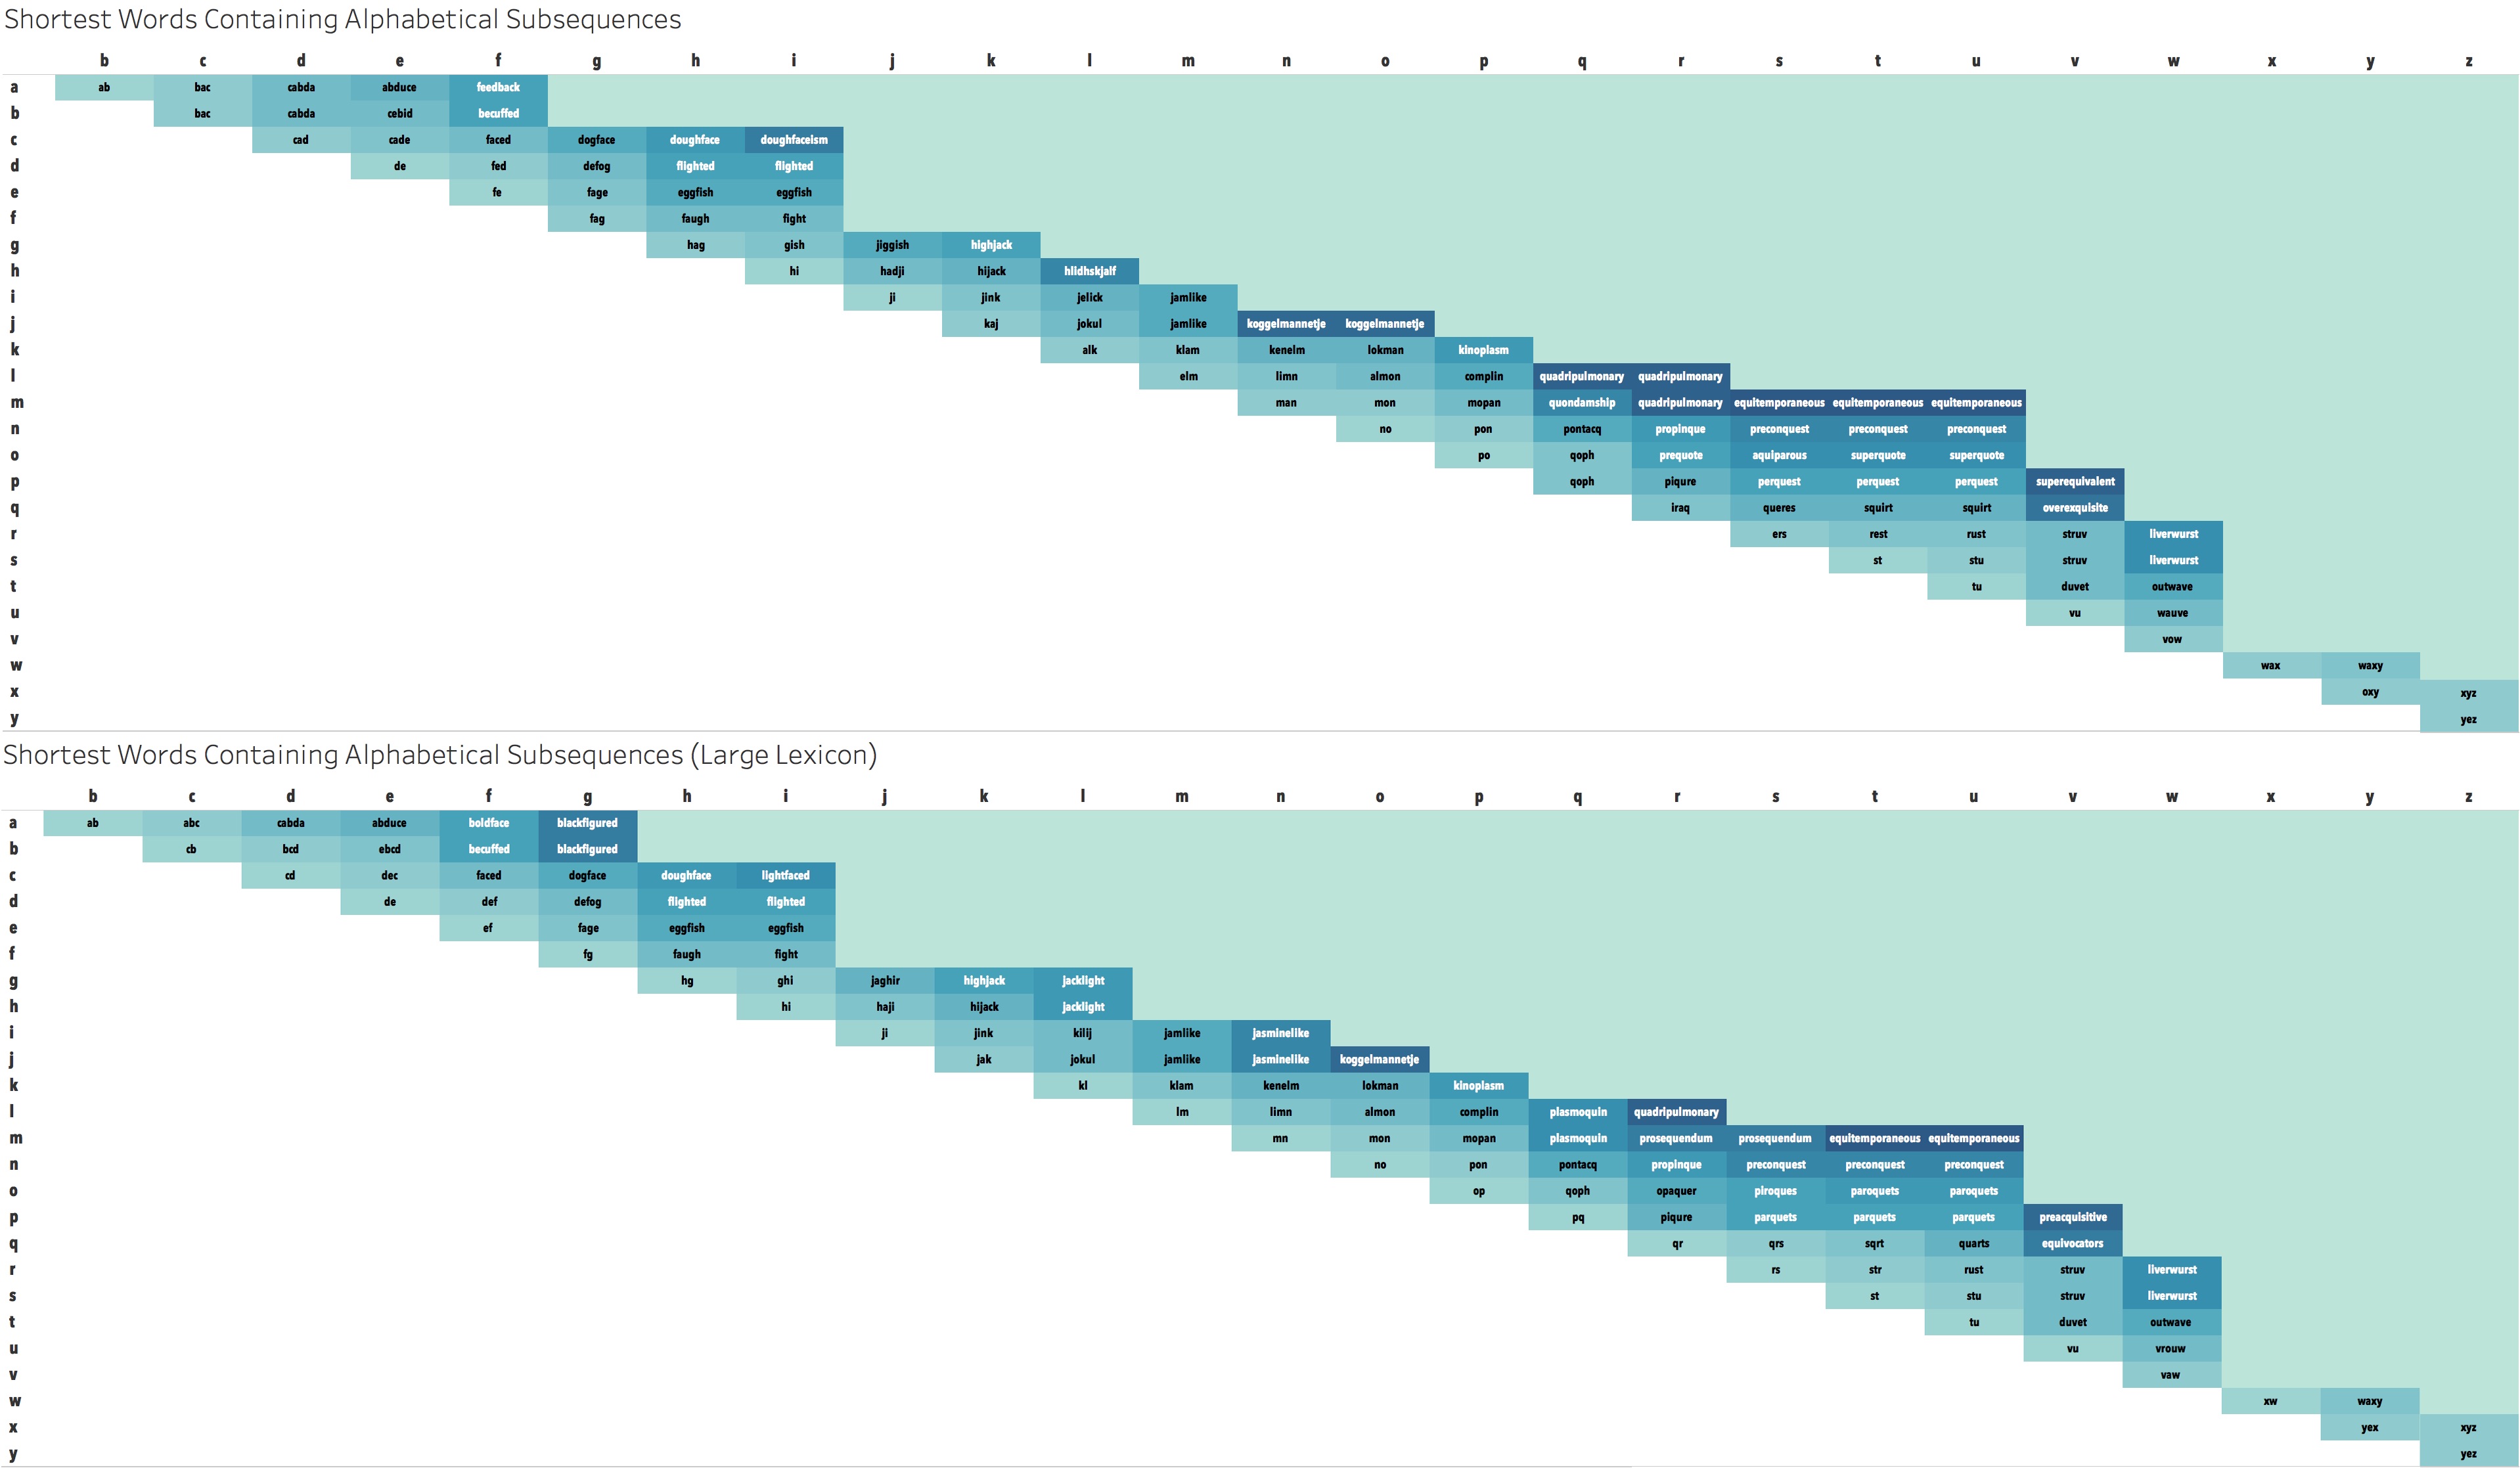 Shortest Words Containing Alphabetical Subsequences
b c d e f g h i j k l m n o p q r s t u v w x y z
a ab bac cabda abduce feedback
b bac cabda cebid becuffed
c cad cade faced dogface doughface doughfaceism
d de fed defog flighted flighted
e fe fage eggfish eggfish
f fag faugh fight
g hag gish jiggish highjack
h hi hadji hijack hlidhskjalf
i ji jink jelick jamlike
j kaj jokul jamlike koggelmannetje koggelmannetje
k alk klam kenelm lokman kinoplasm
l elm limn almon complin quadripulmonary quadripulmonary
m man mon mopan quondamship quadripulmonary equitemporaneous equitemporaneous equitemporaneous
n no pon pontacq propinque preconquest preconquest preconquest
o po qoph prequote aquiparous superquote superquote
p qoph piqure perquest perquest perquest superequivalent
q iraq queres squirt squirt overexquisite
r ers rest rust struv liverwurst
s st stu struv liverwurst
t tu duvet outwave
u vu wauve
v vow
w wax waxy
x oxy xyz
y yez
Shortest Words Containing Alphabetical Subsequences (Large Lexicon)
b c d e f g h i j k l m n o p q r s t u v w x y z
a ab abc cabda abduce boldface blackfigured
b cb bcd ebcd becuffed blackfigured
c cd dec faced dogface doughface lightfaced
d de def defog flighted flighted
e ef fage eggfish eggfish
f fg faugh fight
g hg ghi jaghir highjack jacklight
h hi haji hijack jacklight
i ji jink kilij jamlike jasminelike
j jak jokul jamlike jasminelike koggelmannetje
k kl klam kenelm lokman kinoplasm
l lm limn almon complin plasmoquin quadripulmonary
m mn mon mopan plasmoquin prosequendum prosequendum equitemporaneous equitemporaneous
n no pon pontacq propinque preconquest preconquest preconquest
o op qoph opaquer piroques paroquets paroquets
p pq piqure parquets parquets parquets preacquisitive
q qr qrs sqrt quarts equivocators
r rs str rust struv liverwurst
s st stu struv liverwurst
t tu duvet outwave
u vu vrouw
v vaw
w xw waxy
x yex xyz
y yez